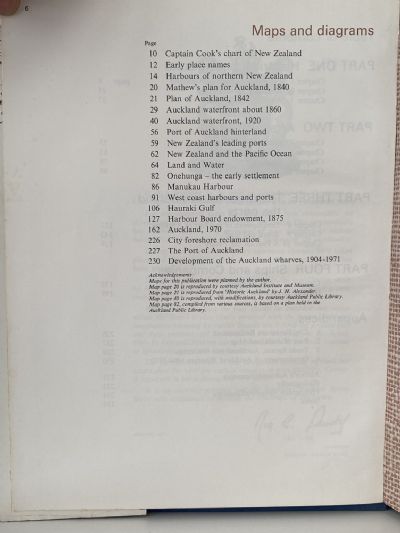 6
Maps and diagrams
Page
10 Captain Cook's chart of New Zealand
12 Early place names
14 Harbours of northern New Zealand
20 Mathew's plan for Auckland, 1840
21 Plan of Auckland, 1842
29 Auckland waterfront about 1860
40 Auckland waterfront, 1920
56 Port of Auckland hinterland
59 New Zealand's leading ports
62 New Zealand and the Pacific Ocean
64 Land and Water
82 Onehunga – the early settlement
86 Manukau Harbour
91 West coast harbours and ports
106 Hauraki Gulf
127 Harbour Board endowment, 1875
162 Auckland, 1970
226 City foreshore reclamation
227 The Port of Auckland
230 Development of the Auckland wharves, 1904-1971
Acknowledgements
Maps for this publication were planned by the author.
Map page 20 is reproduced by courtesy Auckland Institute and Museum.
Map page 21 is reproduced from "Historic Auckland" by J. H. Alexander.
Map page 40 is reproduced, with modifications, by courtesy Auckland Public Library.
Map page 82, compiled from various sources, is based on a plan held in the
Auckland Public Library.